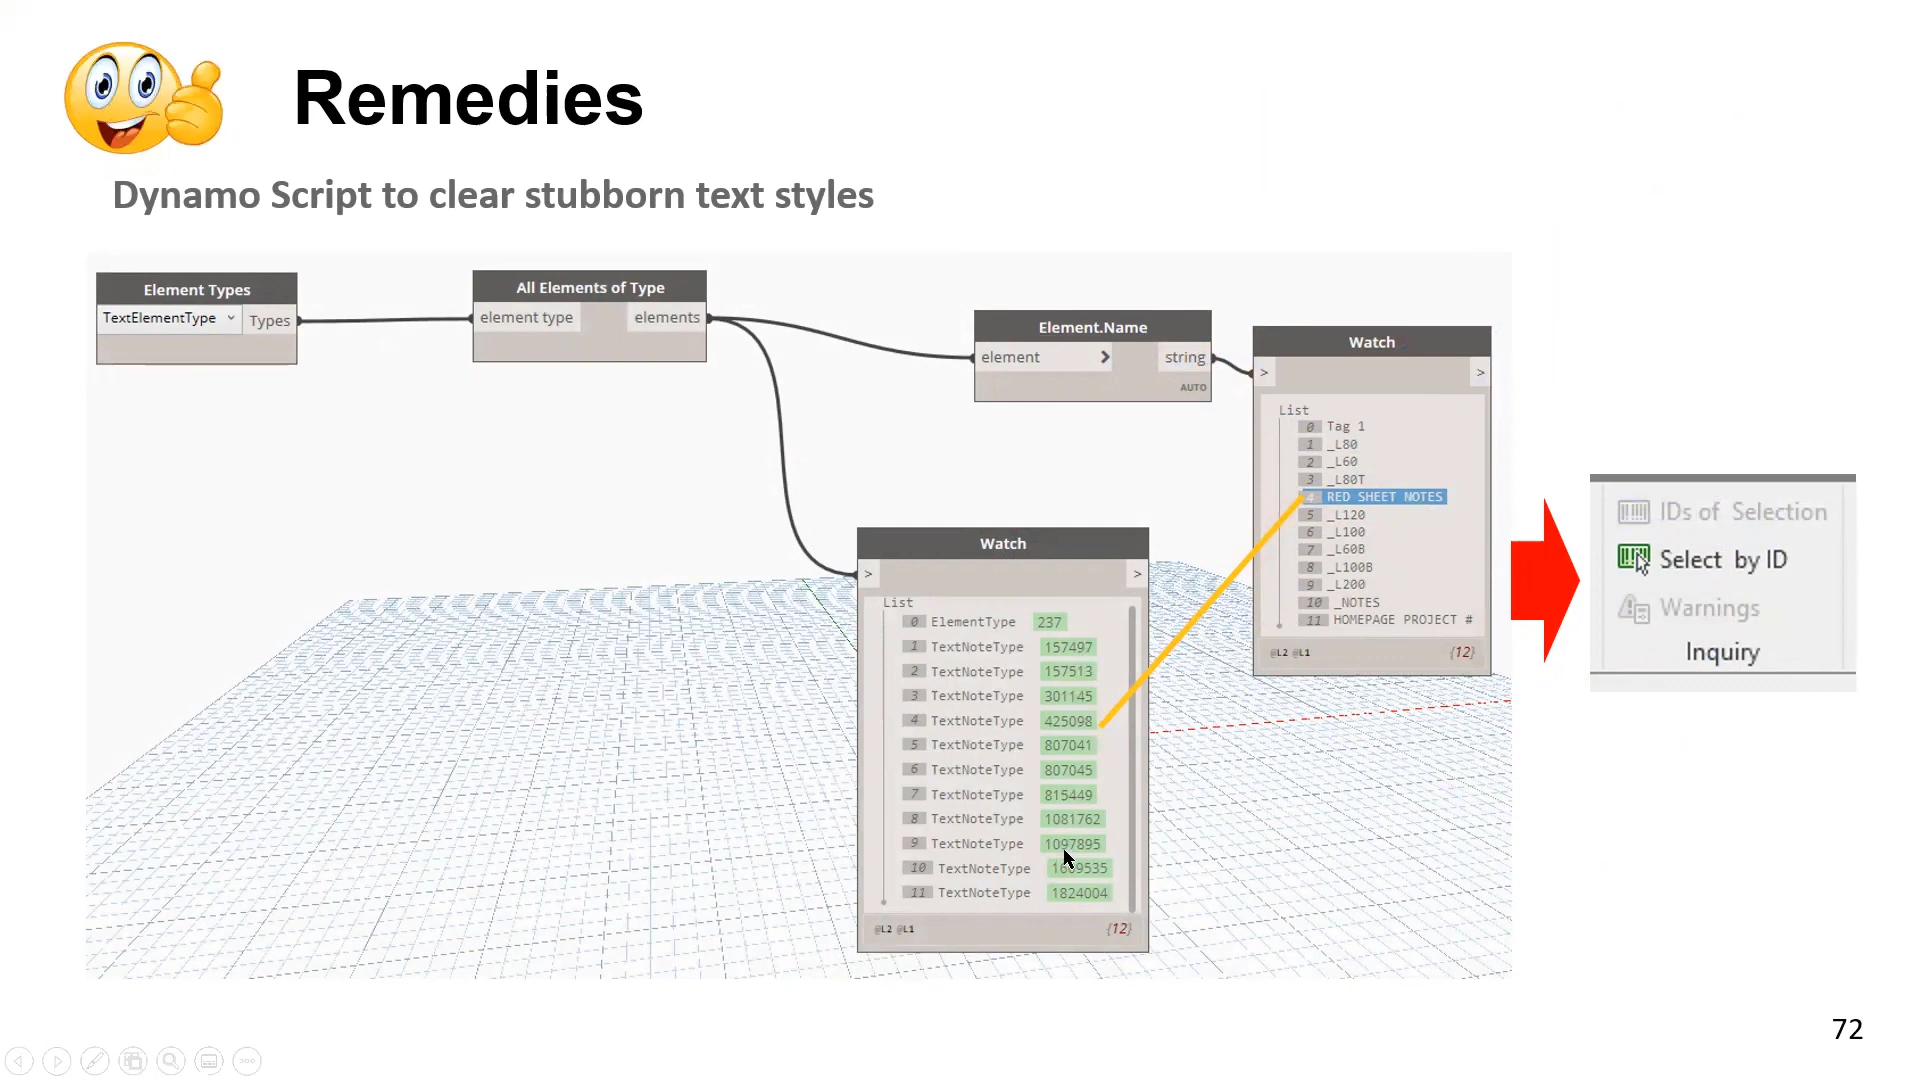 Remedies
Dynamo Script to clear stubborn text styles
Element Types
TextElementType
Types
All Elements of Type
element type
elements
Element.Name
element
>
string
AUTO
Watch
>
>
List
0 Tag 1
1 _L80
2 _L60
3 _L80T
4 RED SHEET NOTES
5 _L120
6 _L100
7 _L60B
8 _L100B
9 _L200
10 _NOTES
11 HOMEPAGE PROJECT #
@L2 @L1
{12}
Watch
>
>
List
0 ElementType 237
1 TextNoteType 157497
2 TextNoteType 157513
3 TextNoteType 301145
4 TextNoteType 425098
5 TextNoteType 807041
6 TextNoteType 807045
7 TextNoteType 815449
8 TextNoteType 1081762
9 TextNoteType 1097895
10 TextNoteType
11 TextNoteType 1824004
@L2 @L1
{12}
IDs of Selection
Select by ID
Warnings
Inquiry
72